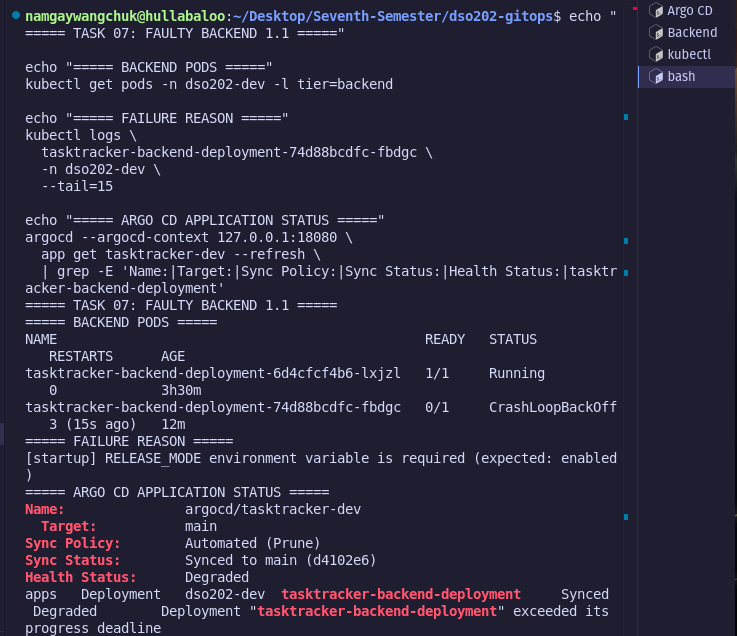 namgaywangchuk@hullabaloo:~/Desktop/Seventh-Semester/dso202-gitops$ echo "
===== TASK 07: FAULTY BACKEND 1.1 ====="
echo "===== BACKEND PODS ====="
kubectl get pods -n dso202-dev -l tier=backend
echo "===== FAILURE REASON ====="
kubectl logs \
  tasktracker-backend-deployment-74d88bcdfc-fbdgc \
  -n dso202-dev \
  --tail=15
echo "===== ARGO CD APPLICATION STATUS ====="
argocd --argocd-context 127.0.0.1:18080 \
  app get tasktracker-dev --refresh \
  | grep -E 'Name:|Target:|Sync Policy:|Sync Status:|Health Status:|tasktr
acker-backend-deployment'
===== TASK 07: FAULTY BACKEND 1.1 =====
===== BACKEND PODS =====
NAME                                              READY   STATUS
   RESTARTS      AGE
tasktracker-backend-deployment-6d4cfcf4b6-lxjzl   1/1     Running
   0             3h30m
tasktracker-backend-deployment-74d88bcdfc-fbdgc   0/1     CrashLoopBackOff
   3 (15s ago)   12m
===== FAILURE REASON =====
[startup] RELEASE_MODE environment variable is required (expected: enabled
)
===== ARGO CD APPLICATION STATUS =====
Name:               argocd/tasktracker-dev
  Target:           main
Sync Policy:        Automated (Prune)
Sync Status:        Synced to main (d4102e6)
Health Status:      Degraded
apps   Deployment   dso202-dev  tasktracker-backend-deployment     Synced
 Degraded        Deployment "tasktracker-backend-deployment" exceeded its
progress deadline
Argo CD
Backend
kubectl
bash